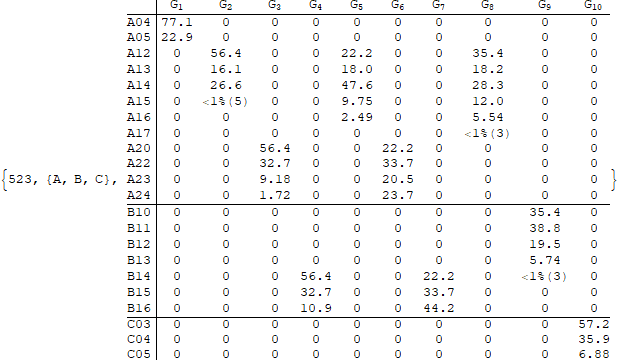 G₁ G₂ G₃ G₄ G₅ G₆ G₇ G₈ G₉ G₁₀
A04 77.1 0 0 0 0 0 0 0 0 0
A05 22.9 0 0 0 0 0 0 0 0 0
A12 0 56.4 0 0 22.2 0 0 35.4 0 0
A13 0 16.1 0 0 18.0 0 0 18.2 0 0
A14 0 26.6 0 0 47.6 0 0 28.3 0 0
A15 0 <1%(5) 0 0 9.75 0 0 12.0 0 0
A16 0 0 0 0 2.49 0 0 5.54 0 0
A17 0 0 0 0 0 0 0 <1%(3) 0 0
A20 0 0 56.4 0 0 22.2 0 0 0 0
A22 0 0 32.7 0 0 33.7 0 0 0 0
{523, {A, B, C}, A23 0 0 9.18 0 0 20.5 0 0 0 0 }
A24 0 0 1.72 0 0 23.7 0 0 0 0
B10 0 0 0 0 0 0 0 0 35.4 0
B11 0 0 0 0 0 0 0 0 38.8 0
B12 0 0 0 0 0 0 0 0 19.5 0
B13 0 0 0 0 0 0 0 0 5.74 0
B14 0 0 0 56.4 0 0 22.2 0 <1%(3) 0
B15 0 0 0 32.7 0 0 33.7 0 0 0
B16 0 0 0 10.9 0 0 44.2 0 0 0
C03 0 0 0 0 0 0 0 0 0 57.2
C04 0 0 0 0 0 0 0 0 0 35.9
C05 0 0 0 0 0 0 0 0 0 6.88